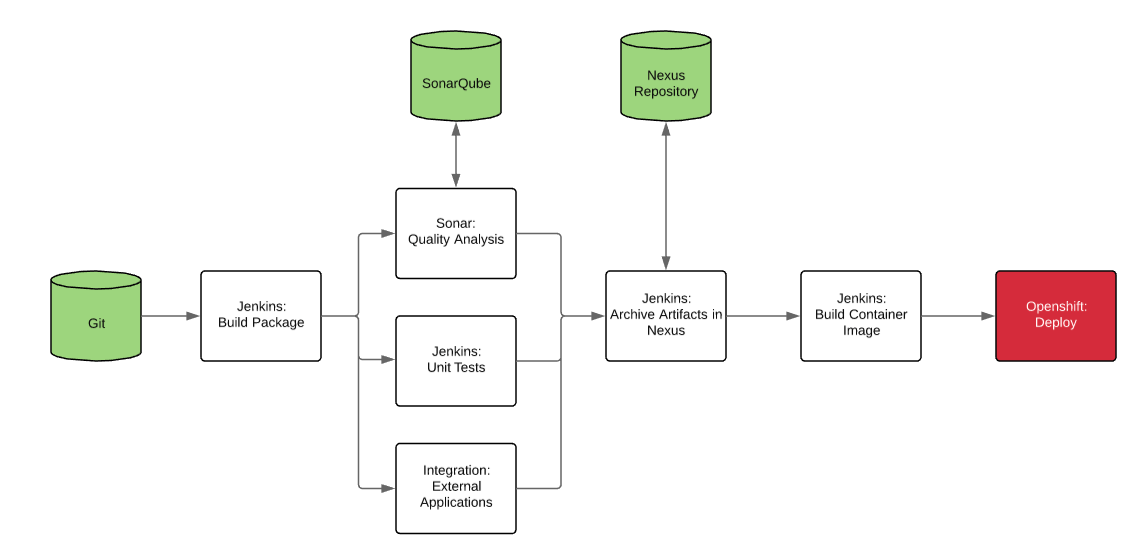 SonarQube
Nexus
Repository
Sonar:
Quality Analysis
Git
Jenkins:
Build Package
Jenkins:
Unit Tests
Integration:
External
Applications
Jenkins:
Archive Artifacts in
Nexus
Jenkins:
Build Container
Image
Openshift:
Deploy